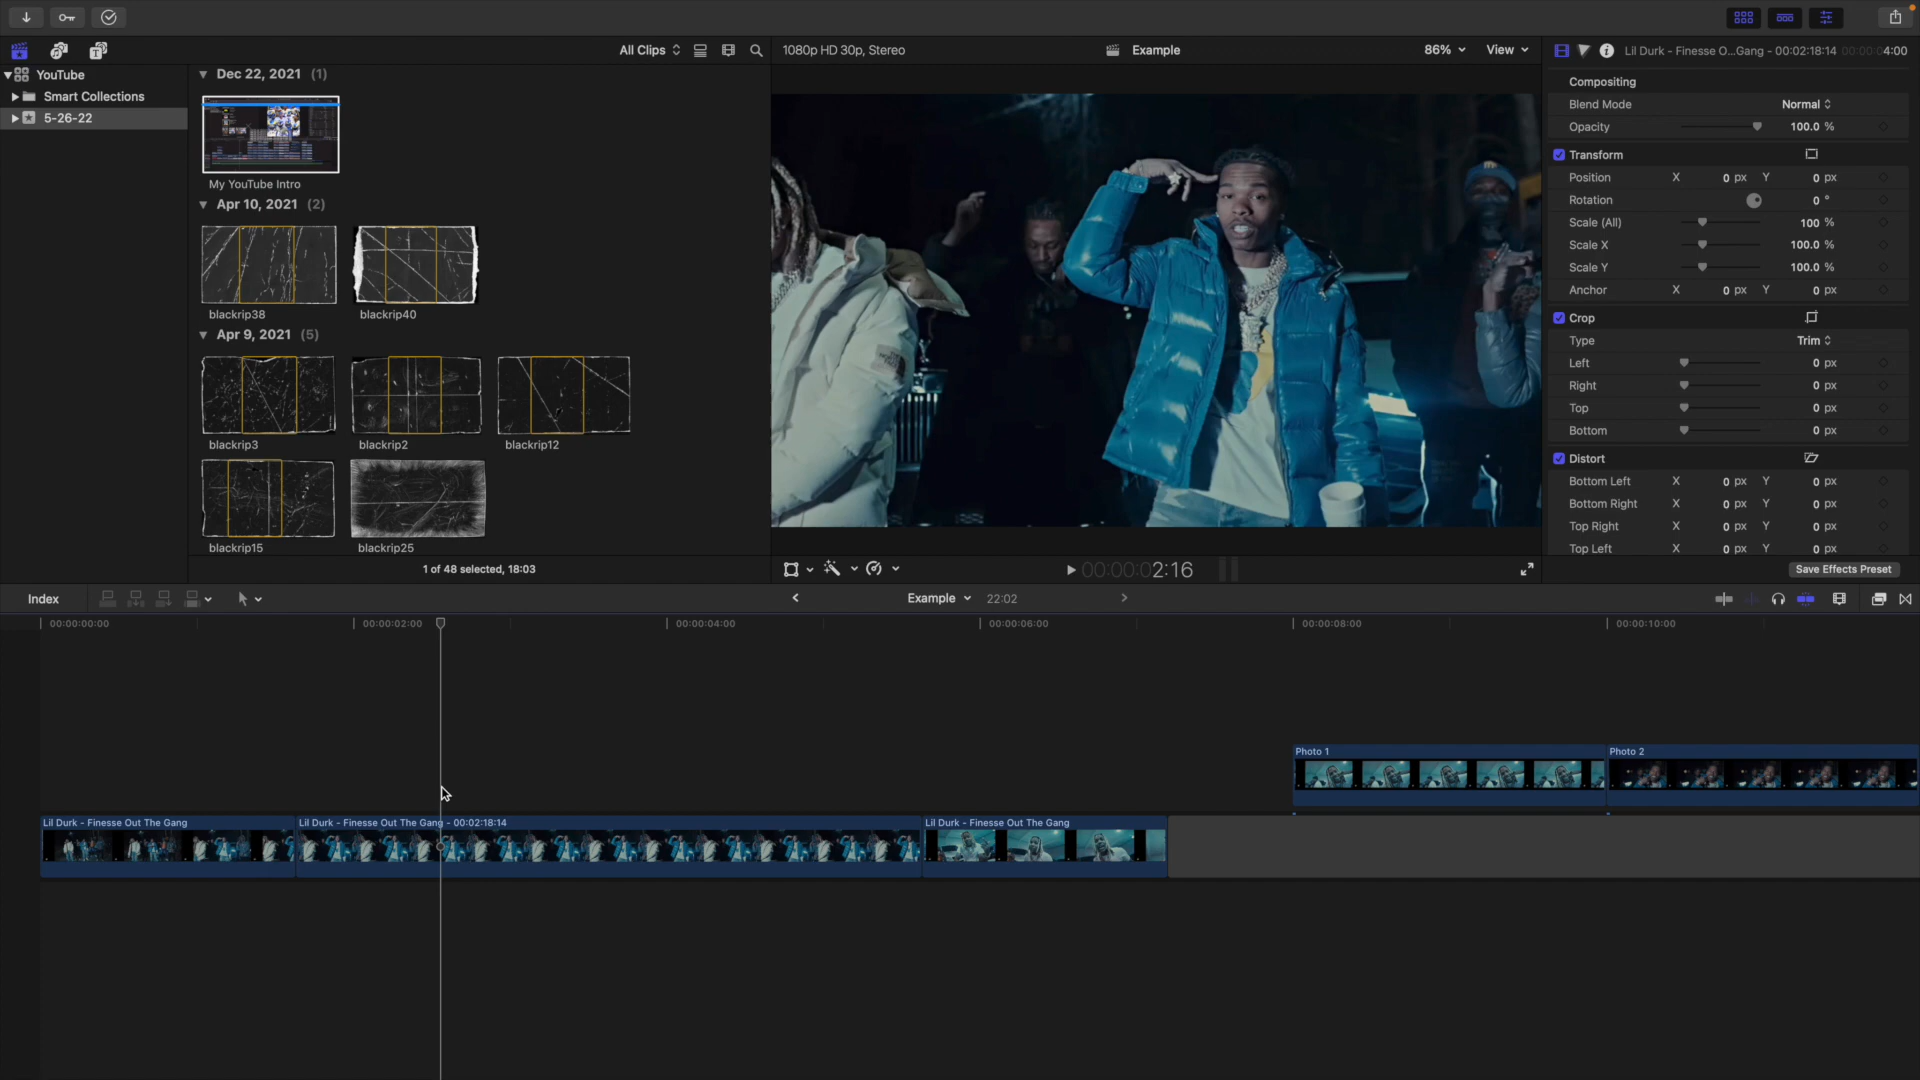 All Clips
1080p HD 30p, Stereo
Example
86%
View
Lil Durk - Finesse O...Gang - 00:02:18:14
00:00:04:00
YouTube
Smart Collections
5-26-22
Dec 22, 2021 (1)
My YouTube Intro
Apr 10, 2021 (2)
blackrip38
blackrip40
Apr 9, 2021 (5)
blackrip3
blackrip2
blackrip12
blackrip15
blackrip25
1 of 48 selected, 18:03
00:00:02:16
Compositing
Blend Mode Normal
Opacity 100.0 %
Transform
Position X 0 px Y 0 px
Rotation 0 °
Scale (All) 100 %
Scale X 100.0 %
Scale Y 100.0 %
Anchor X 0 px Y 0 px
Crop
Type Trim
Left 0 px
Right 0 px
Top 0 px
Bottom 0 px
Distort
Bottom Left X 0 px Y 0 px
Bottom Right X 0 px Y 0 px
Top Right X 0 px Y 0 px
Top Left X 0 px Y 0 px
Save Effects Preset
Index
Example
22:02
00:00:00:00
00:00:02:00
00:00:04:00
00:00:06:00
00:00:08:00
00:00:10:00
Photo 1
Photo 2
Lil Durk - Finesse Out The Gang
Lil Durk - Finesse Out The Gang - 00:02:18:14
Lil Durk - Finesse Out The Gang